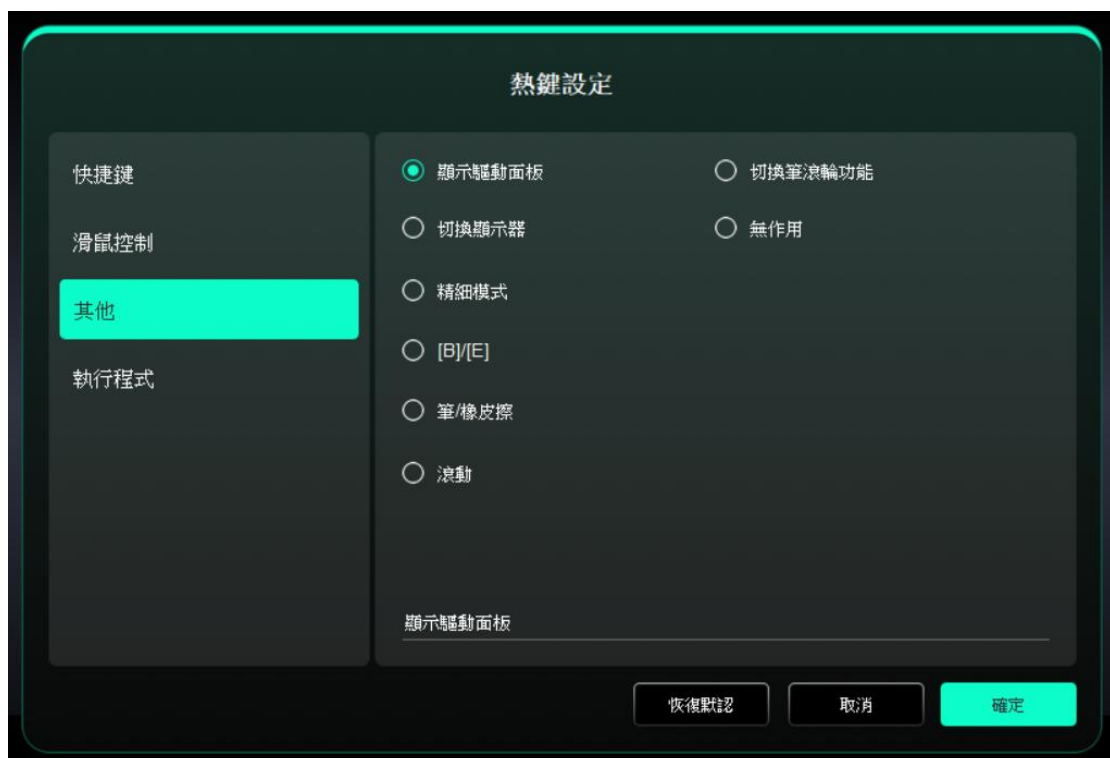 熱鍵設定
快捷鍵
滑鼠控制
其他
執行程式
顯示驅動面板
切換筆滾輪功能
切換顯示器
無作用
精細模式
[B]/[E]
筆/橡皮擦
滾動
顯示驅動面板
恢復默認
取消
確定